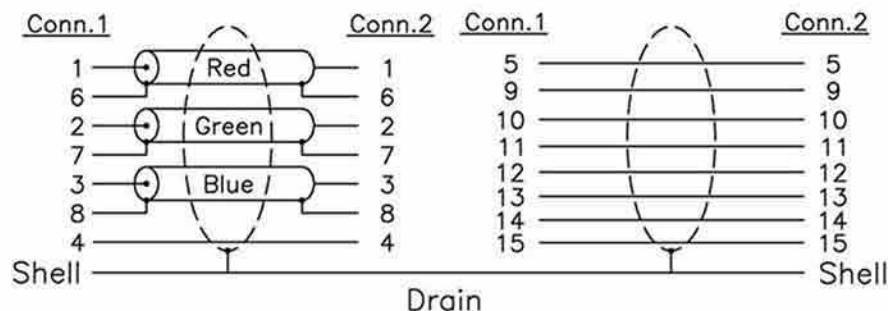 Conn.1 Conn.2 Conn.1 Conn.2
1 Red 1 5 5
6 6 9 9
2 Green 2 10 10
7 7 11 11
3 Blue 3 12 12
8 8 13 13
4 4 14 14
15 15
Shell Shell
Drain